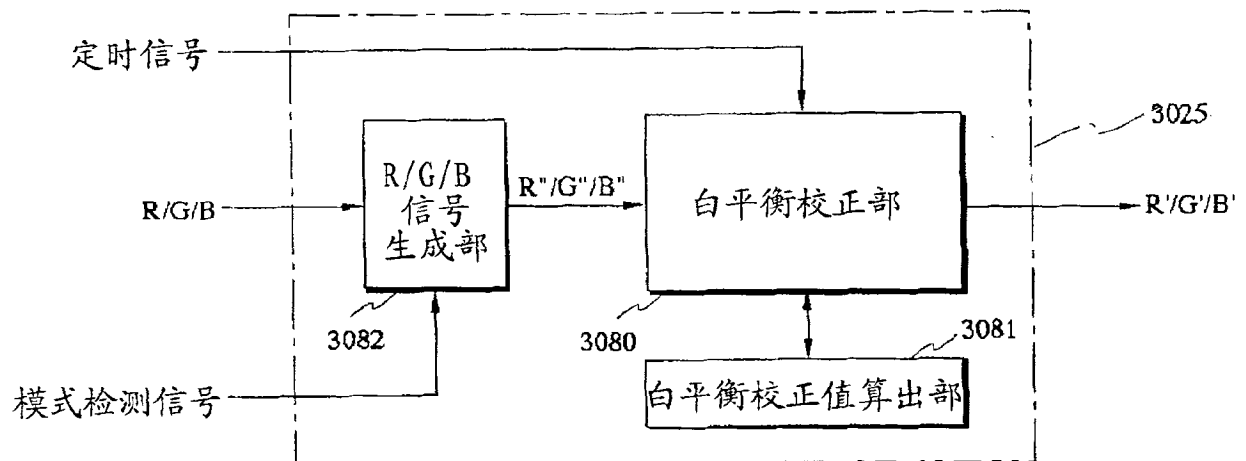 定时信号
3025
R/G/B
R/G/B
信号
生成部
R"/G"/B"
白平衡校正部
R'/G'/B'
3082
3080
3081
模式检测信号
白平衡校正值算出部